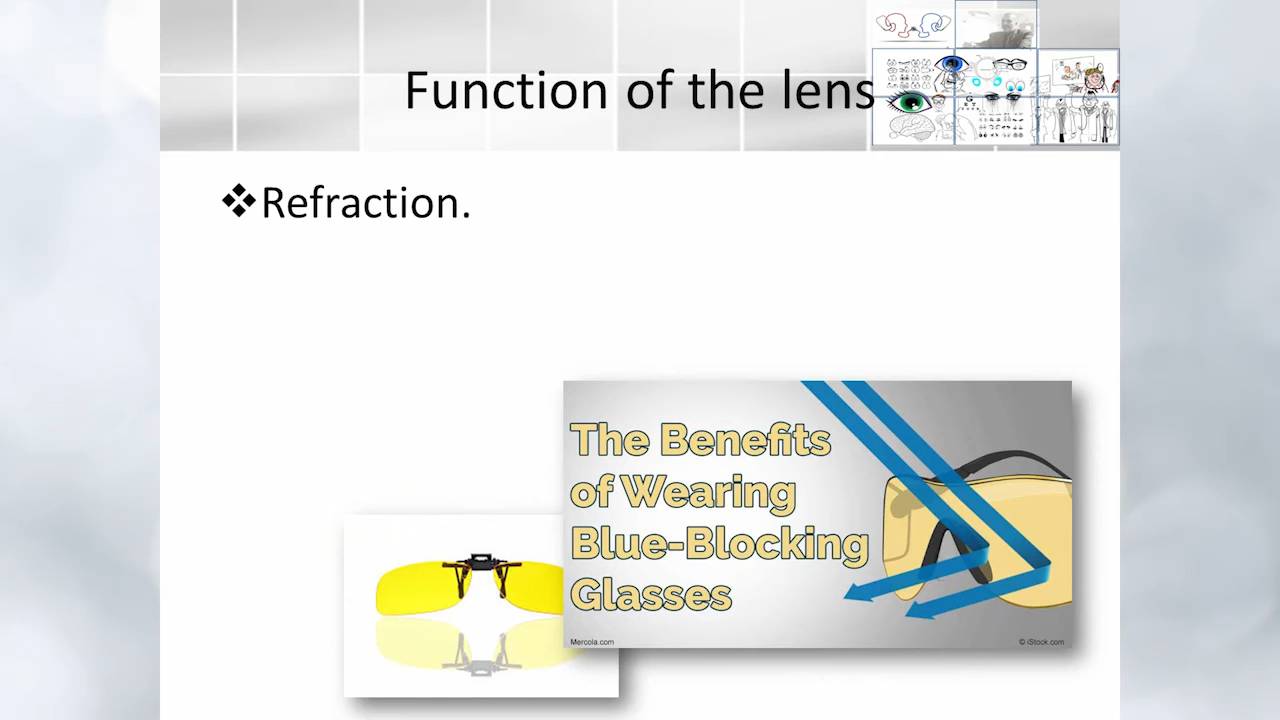 Function of the lens
❖Refraction.
The Benefits
of Wearing
Blue-Blocking
Glasses
Mercola.com
© iStock.com